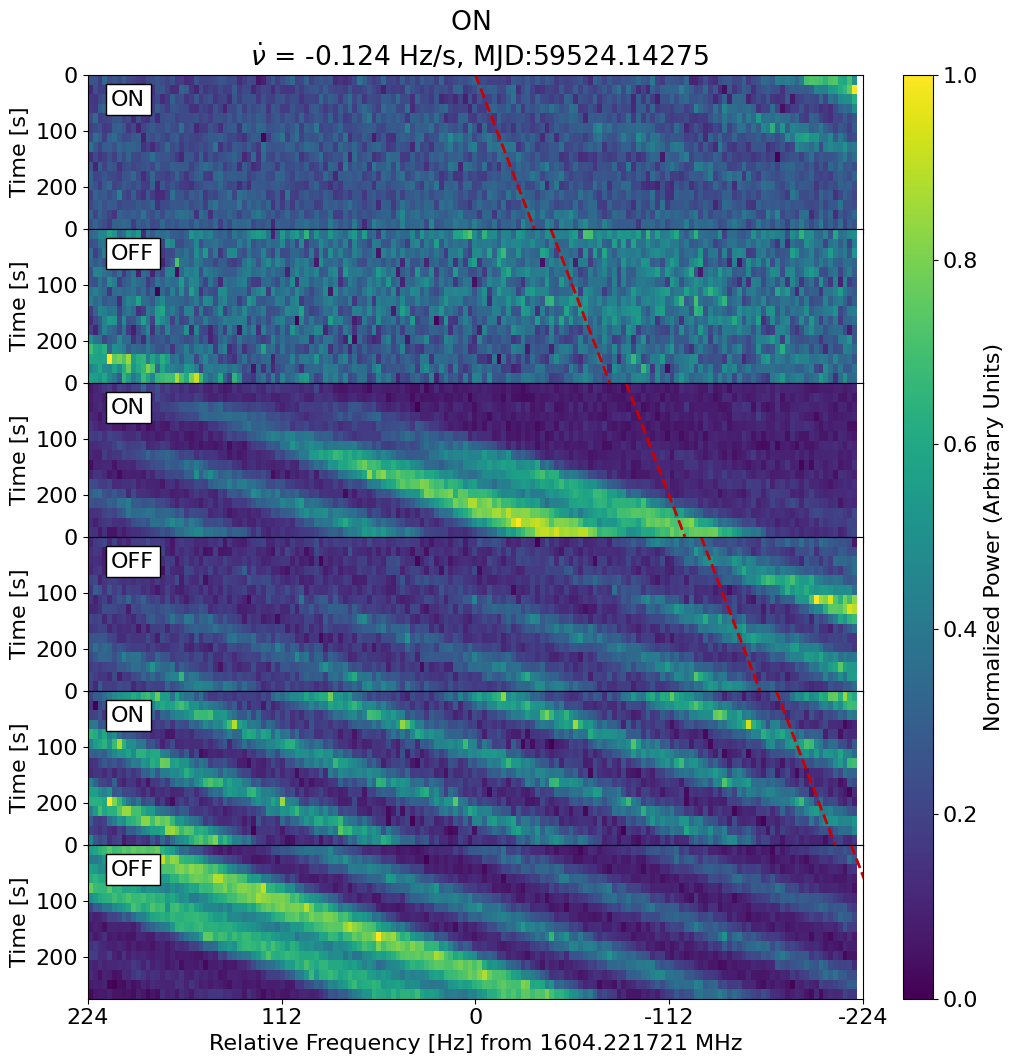 ON
ν̇ = -0.124 Hz/s, MJD:59524.14275
0
100
200
Time [s]
ON
0
100
200
Time [s]
OFF
0
100
200
Time [s]
ON
0
100
200
Time [s]
OFF
0
100
200
Time [s]
ON
0
100
200
Time [s]
OFF
224 112 0 -112 -224
Relative Frequency [Hz] from 1604.221721 MHz
1.0
0.8
0.6
0.4
0.2
0.0
Normalized Power (Arbitrary Units)